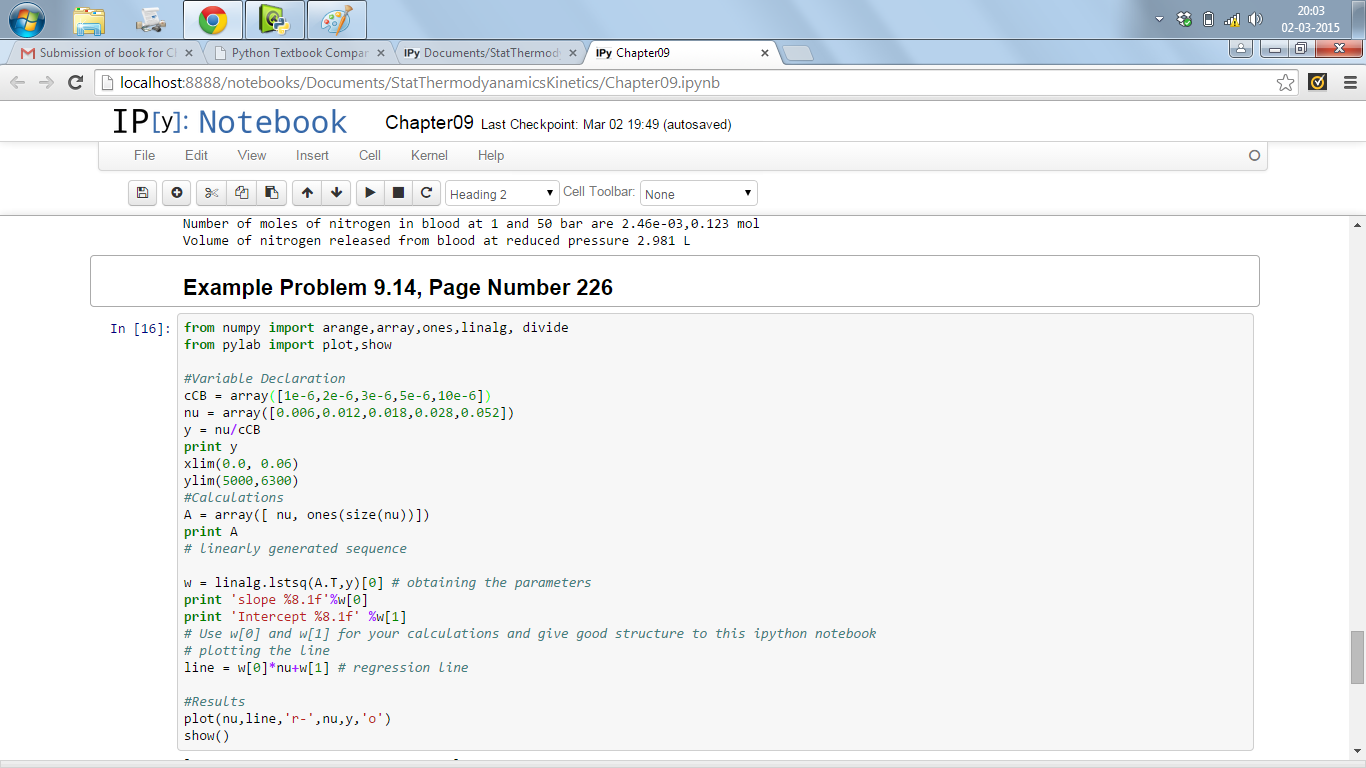 20:03
02-03-2015
Submission of book for Cl
Python Textbook Compan
IPy Documents/StatThermody
IPy Chapter09
localhost:8888/notebooks/Documents/StatThermodyanamicsKinetics/Chapter09.ipynb
IP[y]: Notebook
Chapter09 Last Checkpoint: Mar 02 19:49 (autosaved)
File Edit View Insert Cell Kernel Help
Heading 2 Cell Toolbar: None
Number of moles of nitrogen in blood at 1 and 50 bar are 2.46e-03,0.123 mol
Volume of nitrogen released from blood at reduced pressure 2.981 L
Example Problem 9.14, Page Number 226
In [16]:
from numpy import arange,array,ones,linalg, divide
from pylab import plot,show
#Variable Declaration
cCB = array([1e-6,2e-6,3e-6,5e-6,10e-6])
nu = array([0.006,0.012,0.018,0.028,0.052])
y = nu/cCB
print y
xlim(0.0, 0.06)
ylim(5000,6300)
#Calculations
A = array([ nu, ones(size(nu))])
print A
# linearly generated sequence
w = linalg.lstsq(A.T,y)[0] # obtaining the parameters
print 'slope %8.1f'%w[0]
print 'Intercept %8.1f' %w[1]
# Use w[0] and w[1] for your calculations and give good structure to this ipython notebook
# plotting the line
line = w[0]*nu+w[1] # regression line
#Results
plot(nu,line,'r-',nu,y,'o')
show()